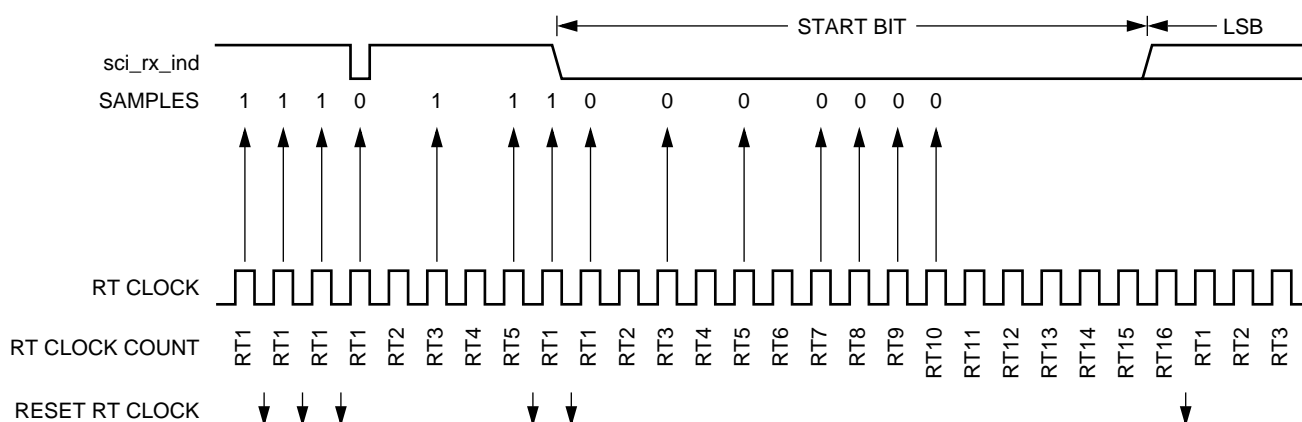 START BIT LSB
sci_rx_ind
SAMPLES 1 1 1 0 1 1 1 0 0 0 0 0 0 0
RT CLOCK
RT CLOCK COUNT RT1 RT1 RT1 RT1 RT2 RT3 RT4 RT5 RT1 RT1 RT2 RT3 RT4 RT5 RT6 RT7 RT8 RT9 RT10 RT11 RT12 RT13 RT14 RT15 RT16 RT1 RT2 RT3
RESET RT CLOCK